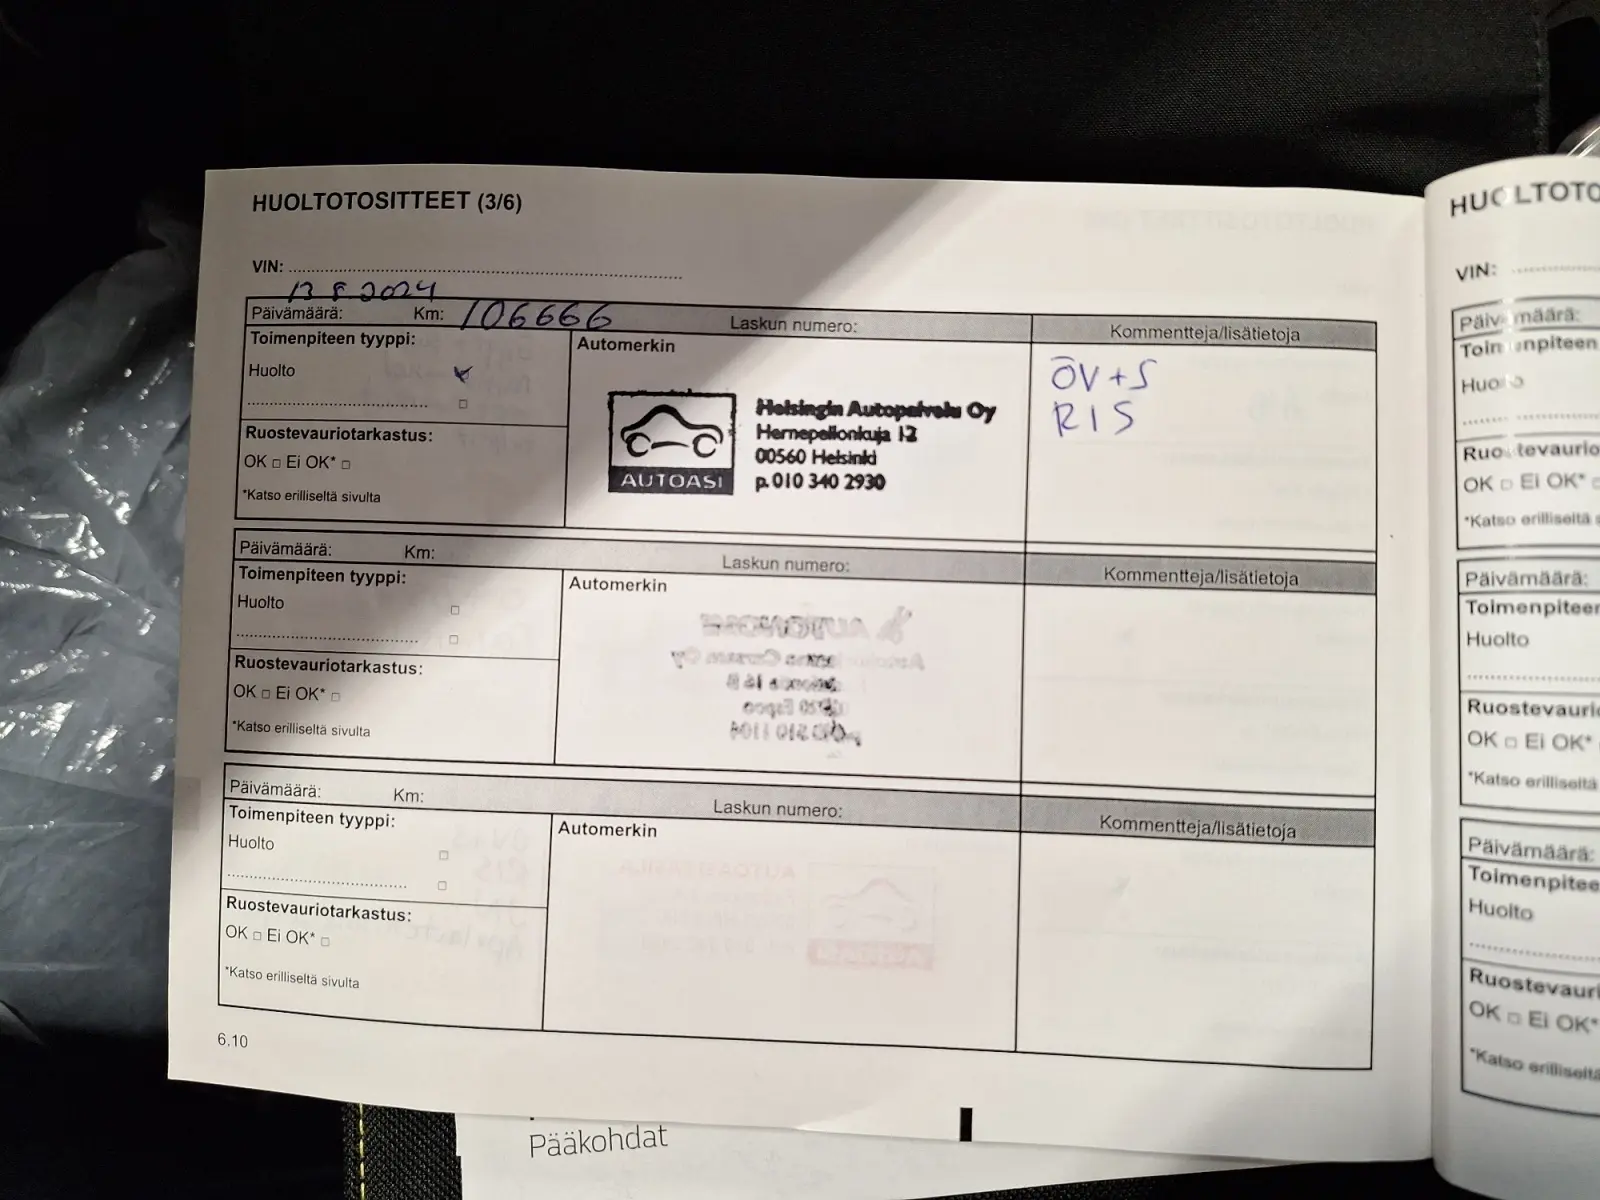 HUOLTOTOSITTEET (3/6)
VIN:
13.8.2024
Päivämäärä: Km: 106666 Laskun numero: Kommentteja/lisätietoja
Toimenpiteen tyyppi:
Huolto
Ruostevauriotarkastus:
OK Ei OK*
*Katso erilliseltä sivulta
Automerkin
AUTOASI
Helsingin Autopalvelu Oy
Hernepellonkuja 12
00560 Helsinki
p. 010 340 2930
ÖV+S
RIS
Päivämäärä: Km: Laskun numero: Kommentteja/lisätietoja
Toimenpiteen tyyppi:
Huolto
Ruostevauriotarkastus:
OK Ei OK*
*Katso erilliseltä sivulta
Automerkin
Päivämäärä: Km: Laskun numero: Kommentteja/lisätietoja
Toimenpiteen tyyppi:
Huolto
Ruostevauriotarkastus:
OK Ei OK*
*Katso erilliseltä sivulta
Automerkin
6.10
Pääkohdat
HUOLTOTO
VIN:
Päivämäärä:
Toimenpiteen
Huolto
Ruostevaurio
OK Ei OK*
*Katso erilliseltä s
Päivämäärä:
Toimenpiteen
Huolto
Ruostevaurio
OK Ei OK*
*Katso erilliseltä
Päivämäärä:
Toimenpitee
Huolto
Ruostevauri
OK Ei OK*
*Katso erilliseltä